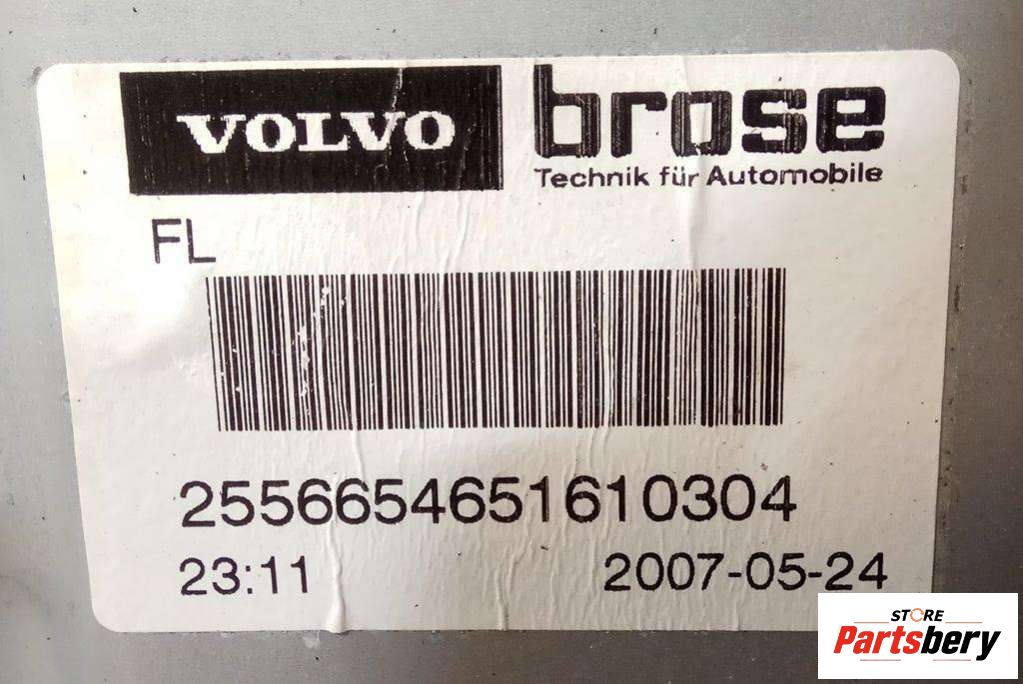 VOLVO
brose
Technik für Automobile
FL
2556654651610304
23:11 2007-05-24
STORE
Partsbery